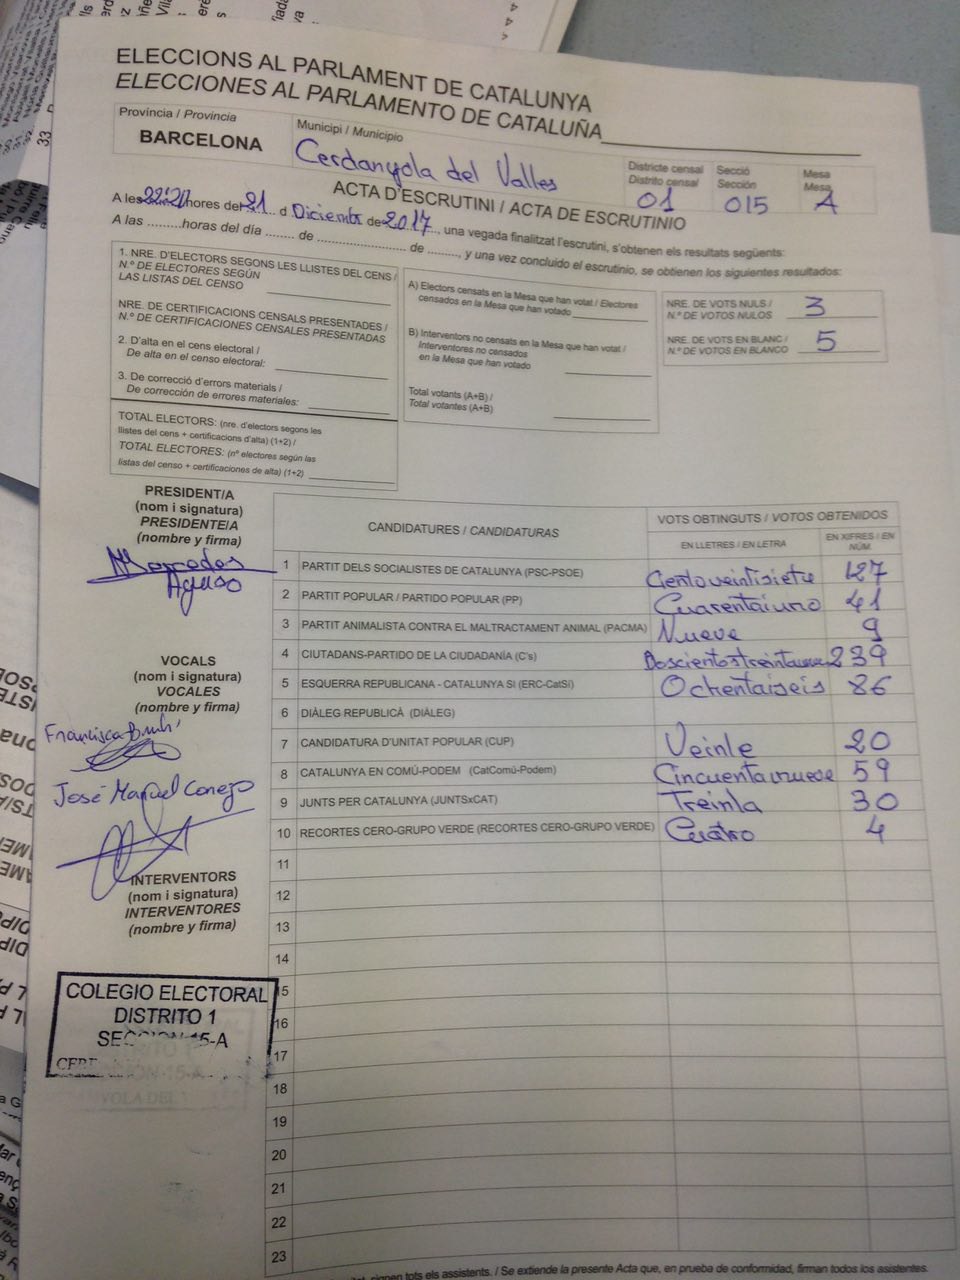 ELECCIONS AL PARLAMENT DE CATALUNYA
ELECCIONES AL PARLAMENTO DE CATALUÑA
Província / Provincia
BARCELONA
Municipi / Municipio
Cerdanyola del Valles
Districte censal
Distrito censal
01
Secció
Sección
015
Mesa
Mesa
A
ACTA D'ESCRUTINI / ACTA DE ESCRUTINIO
A les 22:21 hores del 21 d Diciembre de 2017, una vegada finalitzat l'escrutini, s'obtenen els resultats següents:
A las .........horas del día ........ de ........................ de ........., y una vez concluido el escrutinio, se obtienen los siguientes resultados:
1. NRE. D'ELECTORS SEGONS LES LLISTES DEL CENS /
N.º DE ELECTORES SEGÚN
LAS LISTAS DEL CENSO
NRE. DE CERTIFICACIONS CENSALS PRESENTADES /
N.º DE CERTIFICACIONES CENSALES PRESENTADAS
2. D'alta en el cens electoral /
De alta en el censo electoral:
3. De correcció d'errors materials /
De corrección de errores materiales:
TOTAL ELECTORS: (nre. d'electors segons les
llistes del cens + certificacions d'alta) (1+2) /
TOTAL ELECTORES: (nº electores según las
listas del censo + certificaciones de alta) (1+2)
A) Electors censats en la Mesa que han votat / Electores
censados en la Mesa que han votado
B) Interventors no censats en la Mesa que han votat /
Interventores no censados
en la Mesa que han votado
Total votants (A+B) /
Total votantes (A+B)
NRE. DE VOTS NULS /
N.º DE VOTOS NULOS 3
NRE. DE VOTS EN BLANC /
N.º DE VOTOS EN BLANCO 5
PRESIDENT/A
(nom i signatura)
PRESIDENTE/A
(nombre y firma)
Mercedes
VOCALS
(nom i signatura)
VOCALES
(nombre y firma)
Francisca
José Manuel Conejo
INTERVENTORS
(nom i signatura)
INTERVENTORES
(nombre y firma)
COLEGIO ELECTORAL
DISTRITO 1
SECCION 15-A
CANDIDATURES / CANDIDATURAS
VOTS OBTINGUTS / VOTOS OBTENIDOS
EN LLETRES / EN LETRA
EN XIFRES / EN NÚM.
1 PARTIT DELS SOCIALISTES DE CATALUNYA (PSC-PSOE) Cientoveintisiete 127
2 PARTIT POPULAR / PARTIDO POPULAR (PP) Cuarentaiuno 41
3 PARTIT ANIMALISTA CONTRA EL MALTRACTAMENT ANIMAL (PACMA) Nueve 9
4 CIUTADANS-PARTIDO DE LA CIUDADANÍA (C's) 239
5 ESQUERRA REPUBLICANA - CATALUNYA SÍ (ERC-CatSí) Ochentaiseis 86
6 DIÀLEG REPUBLICÀ (DIÀLEG)
7 CANDIDATURA D'UNITAT POPULAR (CUP) Veinte 20
8 CATALUNYA EN COMÚ-PODEM (CatComú-Podem) Cincuentainueve 59
9 JUNTS PER CATALUNYA (JUNTSxCAT) Treinta 30
10 RECORTES CERO-GRUPO VERDE (RECORTES CERO-GRUPO VERDE) Cuatro 4
11
12
13
14
15
16
17
18
19
20
21
22
23
els assistents. / Se extiende la presente Acta que, en prueba de conformidad, firman todos los asistentes.